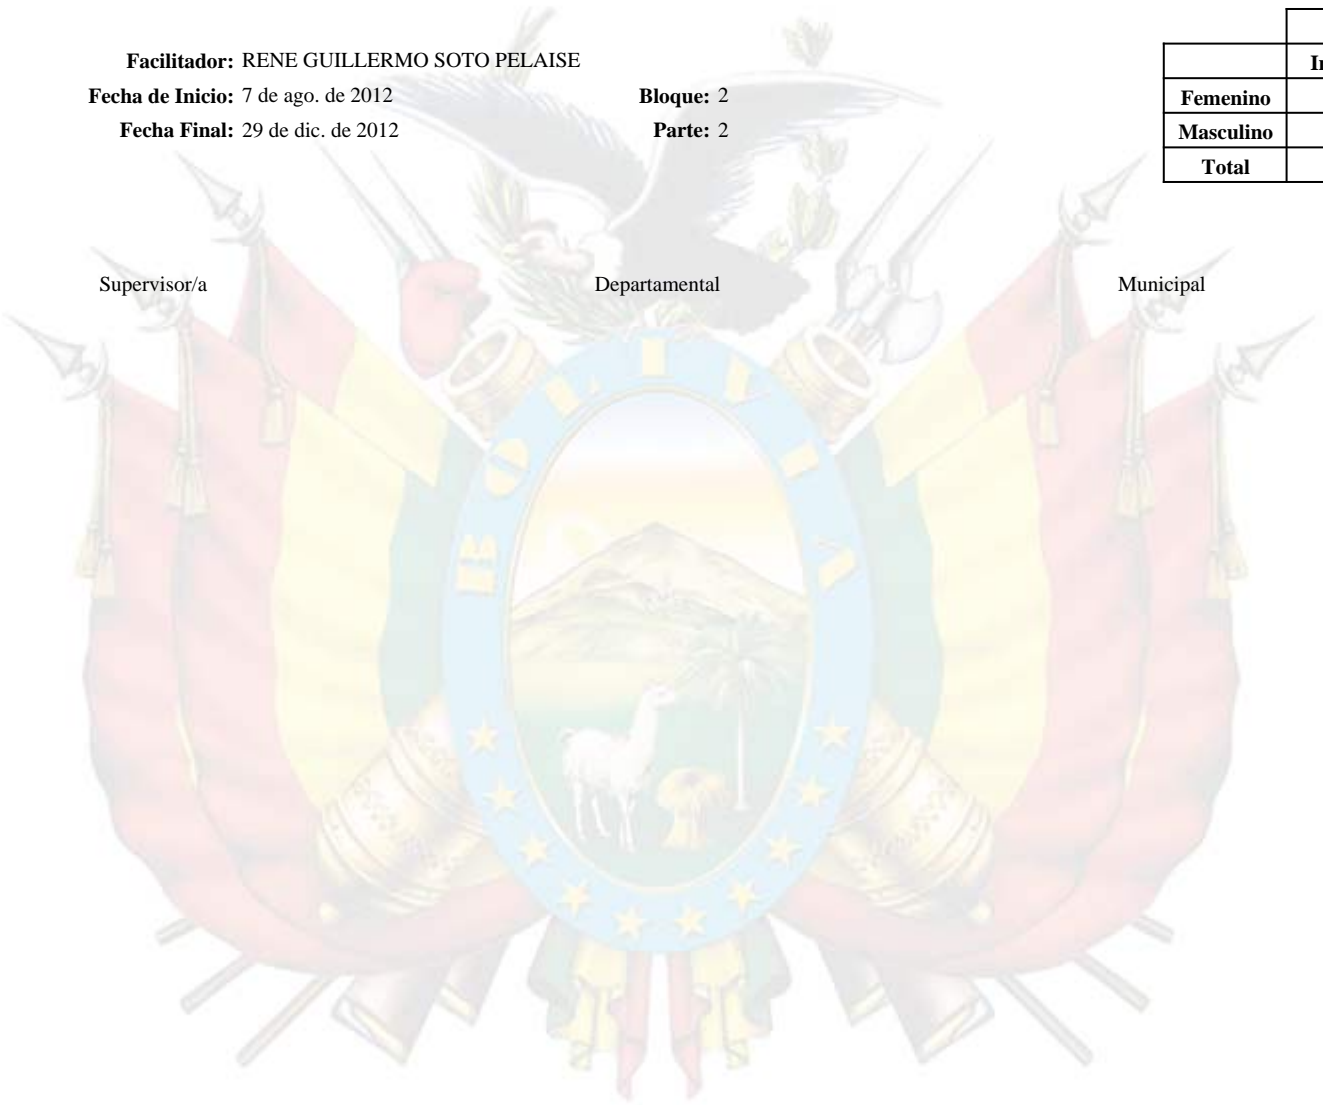 Facilitador: RENE GUILLERMO SOTO PELAISE
Fecha de Inicio: 7 de ago. de 2012 Bloque: 2
Fecha Final: 29 de dic. de 2012 Parte: 2
Femenino
Masculino
Total
Supervisor/a Departamental Municipal
BOLIVIA